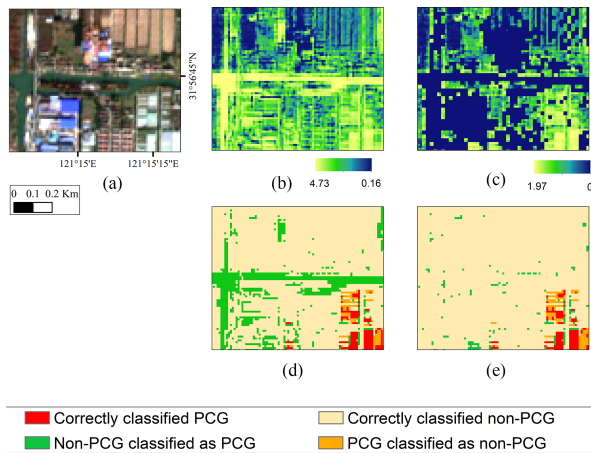 31°56'45"N
121°15'E 121°15'15"E
(a) (b) (c)
4.73 0.16
1.97 0
0 0.1 0.2 Km
(d) (e)
Correctly classified PCG
Correctly classified non-PCG
Non-PCG classified as PCG
PCG classified as non-PCG